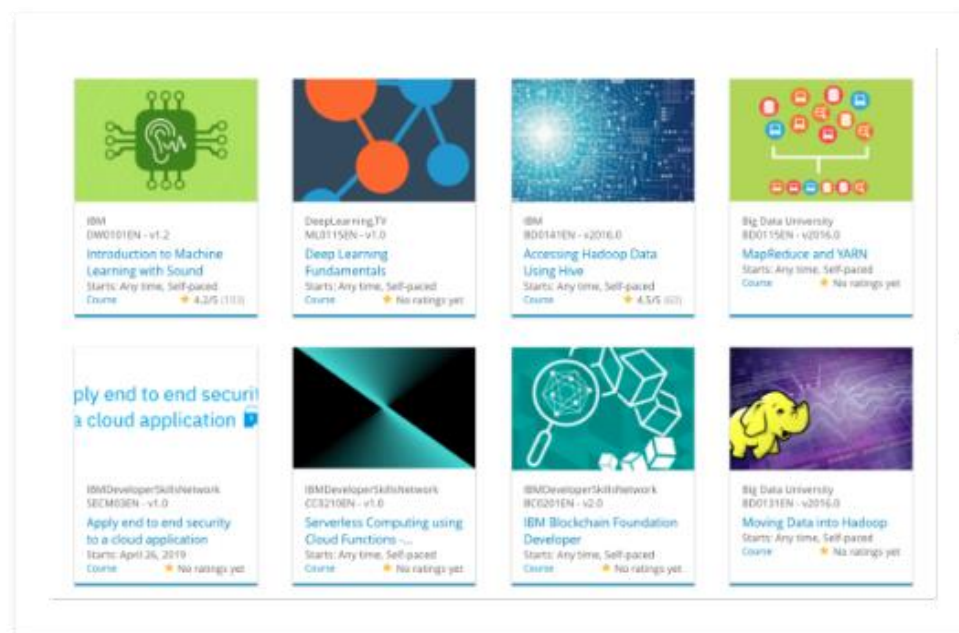 IBM
DW0101EN - v1.2
Introduction to Machine
Learning with Sound
Starts: Any time, Self-paced
Course 4.2/5 (103)
DeepLearning.TV
ML0115EN - v1.0
Deep Learning
Fundamentals
Starts: Any time, Self-paced
Course No ratings yet
IBM
BD0141EN - v2016.0
Accessing Hadoop Data
Using Hive
Starts: Any time, Self-paced
Course 4.5/5
Big Data University
BD0115EN - v2016.0
MapReduce and YARN
Starts: Any time, Self-paced
Course No ratings yet
ply end to end securit
a cloud application
IBMDeveloperSkillsNetwork
SECM03EN - v1.0
Apply end to end security
to a cloud application
Starts: April 26, 2019
Course No ratings yet
IBMDeveloperSkillsNetwork
CC0210EN - v1.0
Serverless Computing using
Cloud Functions -...
Starts: Any time, Self-paced
Course No ratings yet
IBMDeveloperSkillsNetwork
BC0201EN - v2.0
IBM Blockchain Foundation
Developer
Starts: Any time, Self-paced
Course No ratings yet
Big Data University
BD0131EN - v2016.0
Moving Data into Hadoop
Starts: Any time, Self-paced
Course No ratings yet